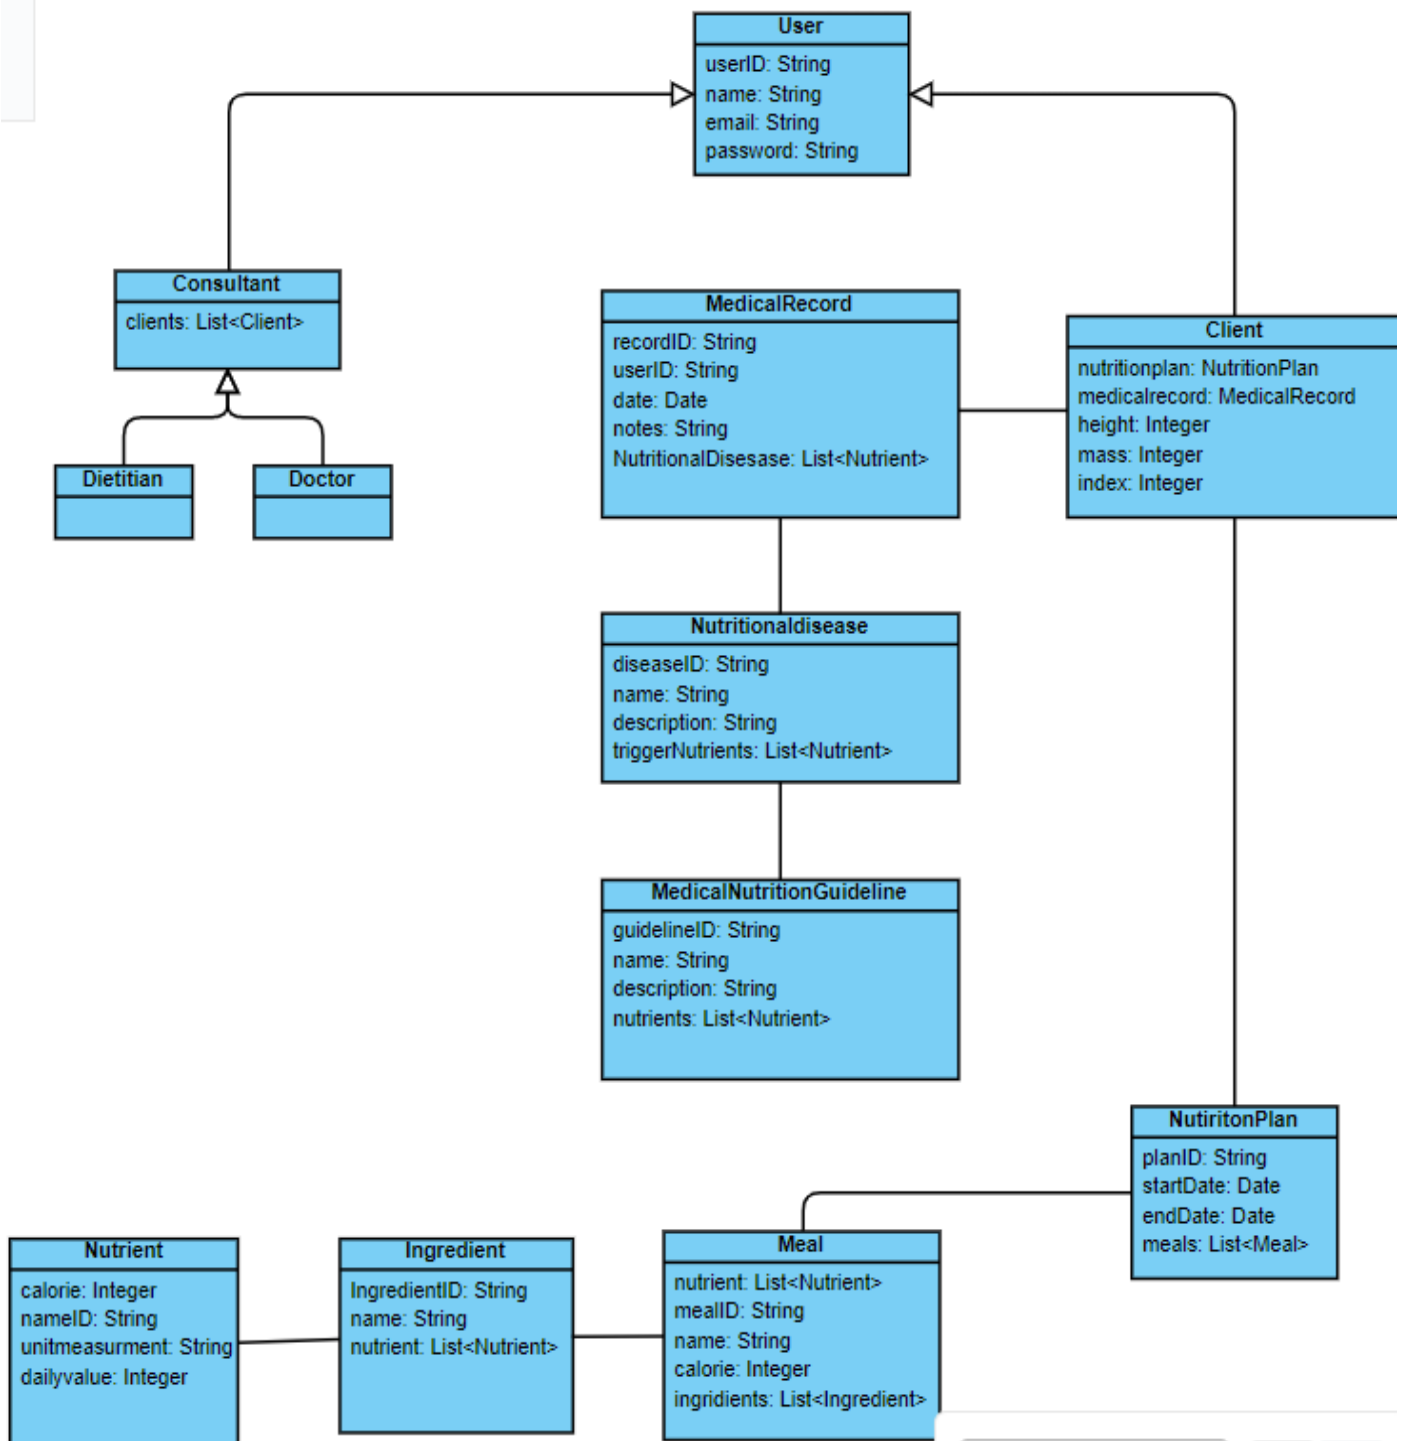 User
userID: String
name: String
email: String
password: String
Consultant
clients: List<Client>
Dietitian
Doctor
MedicalRecord
recordID: String
userID: String
date: Date
notes: String
NutritionalDisesase: List<Nutrient>
Client
nutritionplan: NutritionPlan
medicalrecord: MedicalRecord
height: Integer
mass: Integer
index: Integer
Nutritionaldisease
diseaseID: String
name: String
description: String
triggerNutrients: List<Nutrient>
MedicalNutritionGuideline
guidelineID: String
name: String
description: String
nutrients: List<Nutrient>
NutiritonPlan
planID: String
startDate: Date
endDate: Date
meals: List<Meal>
Nutrient
calorie: Integer
nameID: String
unitmeasurment: String
dailyvalue: Integer
Ingredient
IngredientID: String
name: String
nutrient: List<Nutrient>
Meal
nutrient: List<Nutrient>
mealID: String
name: String
calorie: Integer
ingridients: List<Ingredient>